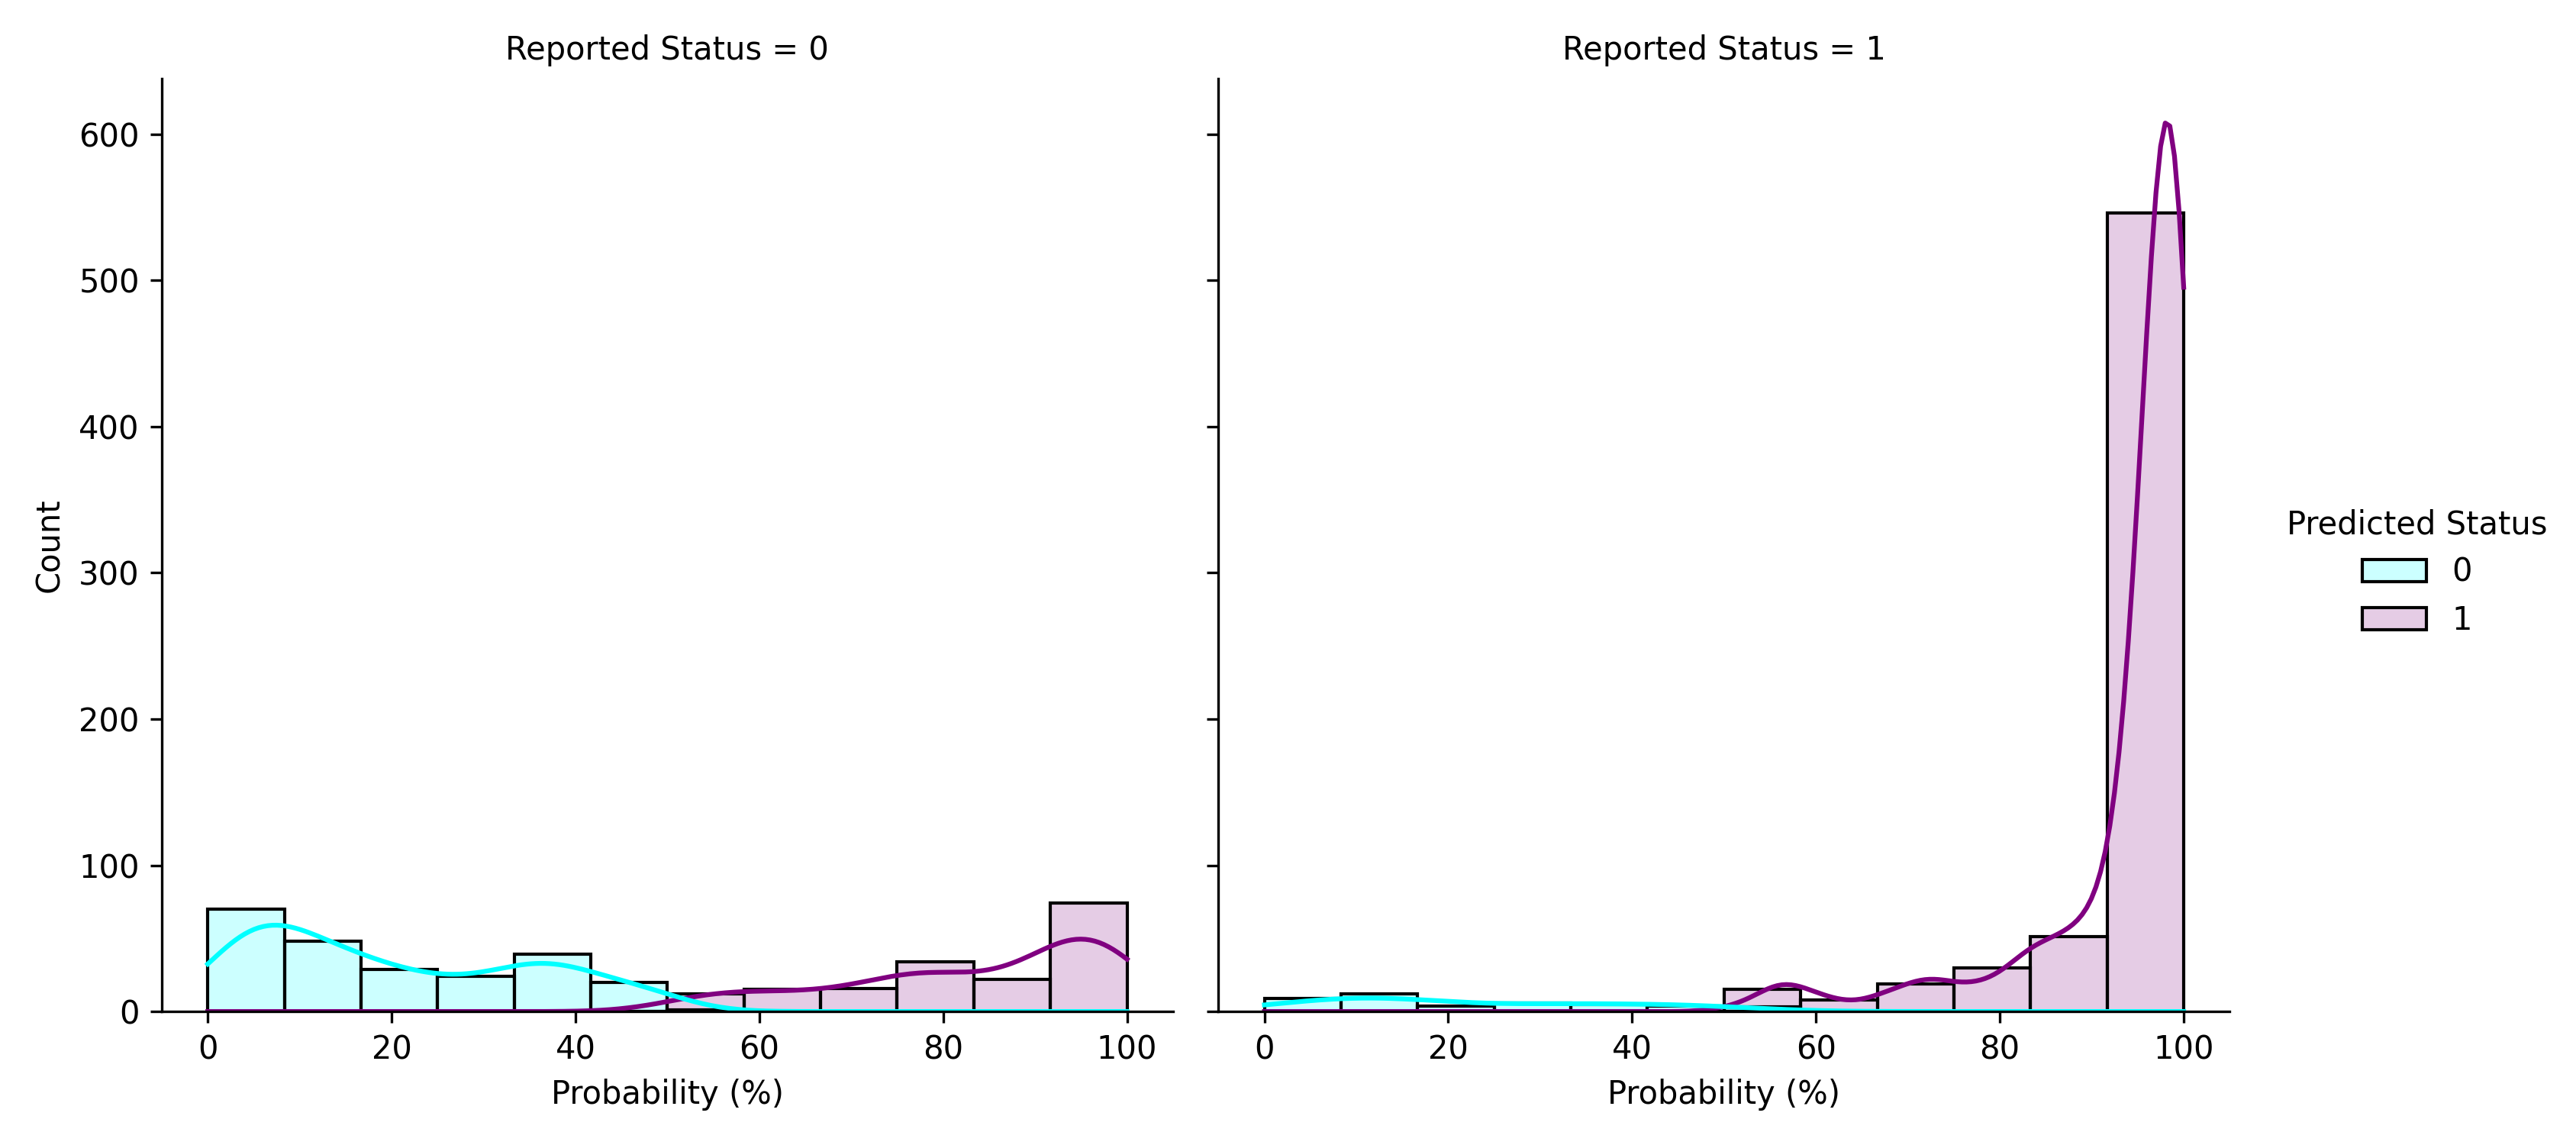 Reported Status = 0
Reported Status = 1
600
500
400
300
200
100
0
Count
0 20 40 60 80 100
0 20 40 60 80 100
Probability (%)
Probability (%)
Predicted Status
0
1